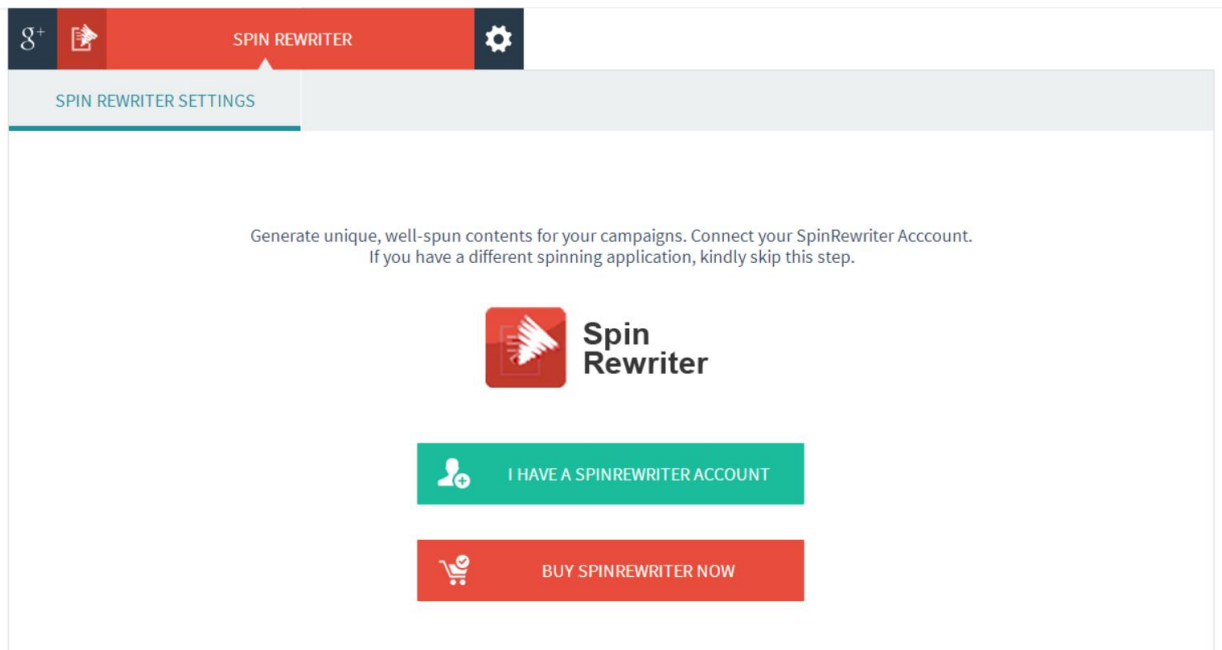 g+
SPIN REWRITER
SPIN REWRITER SETTINGS
Generate unique, well-spun contents for your campaigns. Connect your SpinRewriter Acccount.
If you have a different spinning application, kindly skip this step.
Spin
Rewriter
I HAVE A SPINREWRITER ACCOUNT
BUY SPINREWRITER NOW